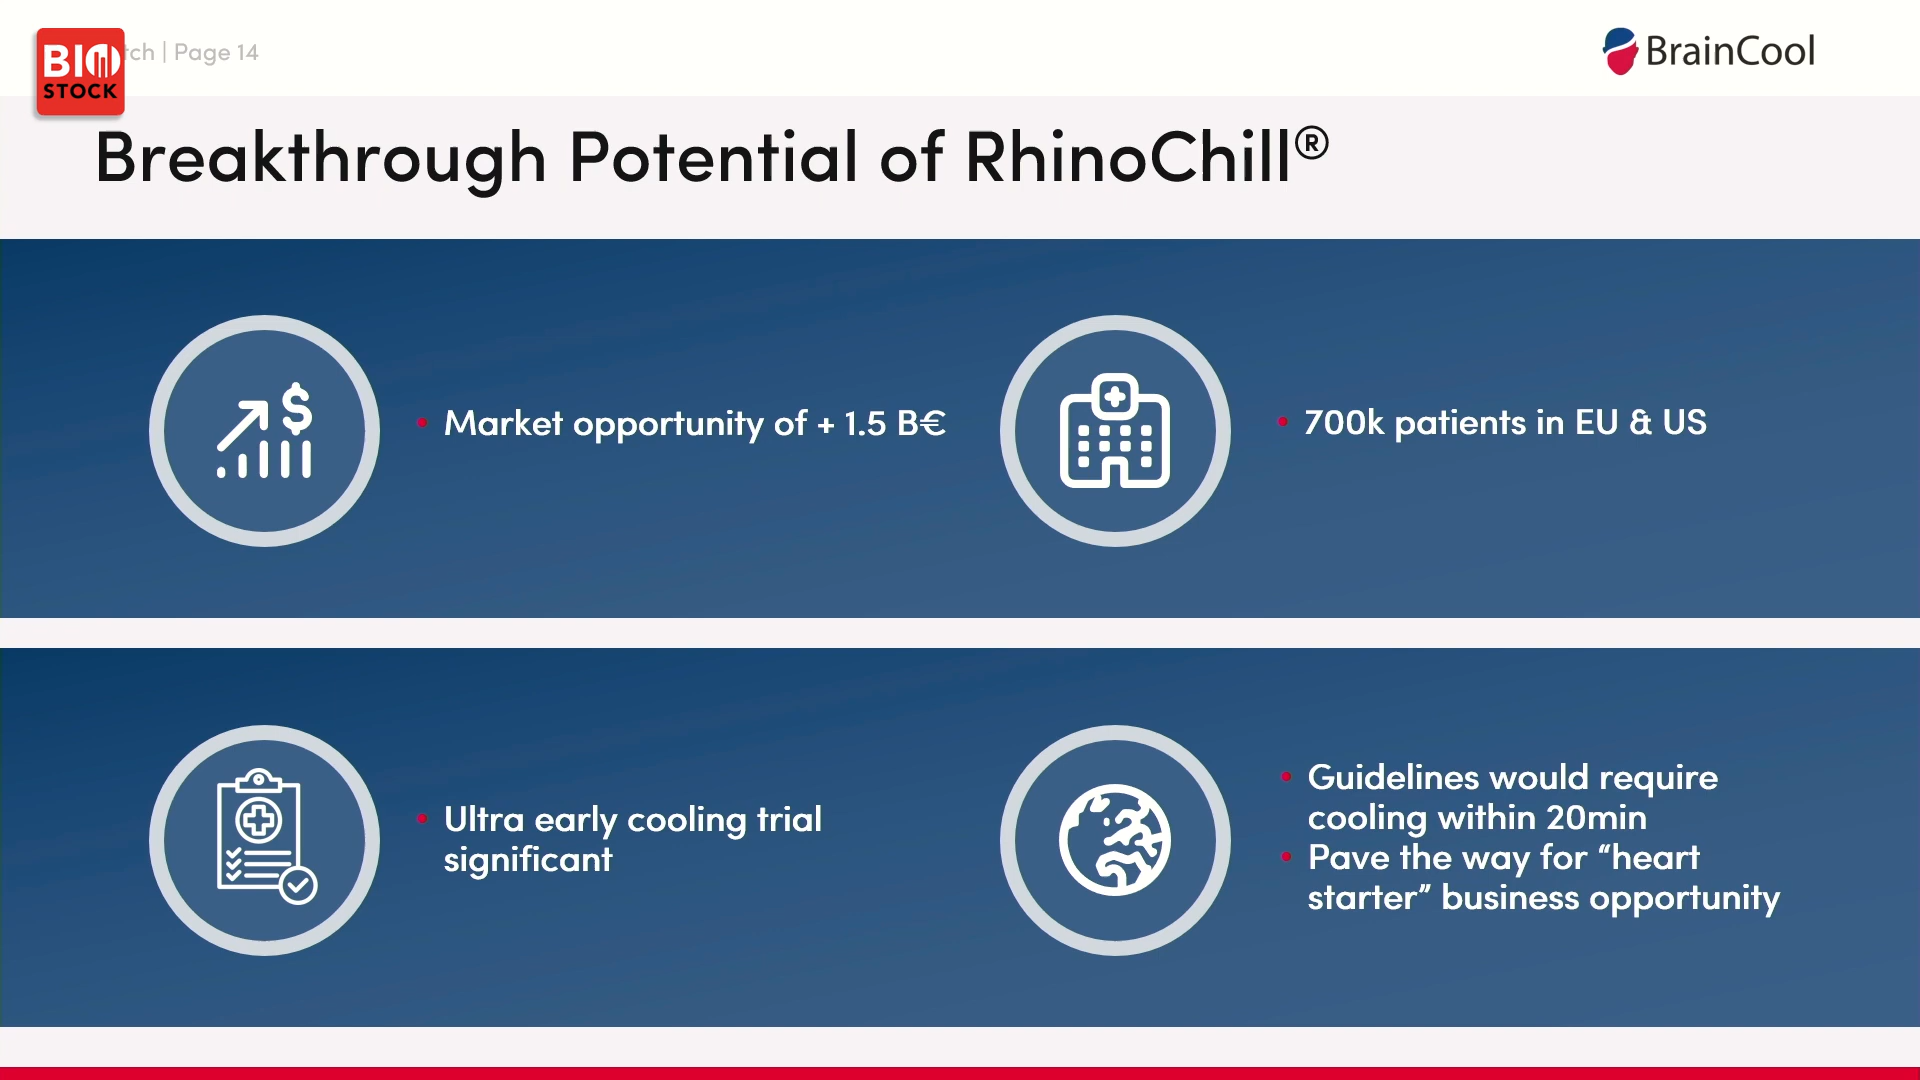 BIO
STOCK
| Page 14
BrainCool
Breakthrough Potential of RhinoChill®
• Market opportunity of + 1.5 B€
• 700k patients in EU & US
• Ultra early cooling trial
significant
• Guidelines would require
cooling within 20min
• Pave the way for “heart
starter” business opportunity